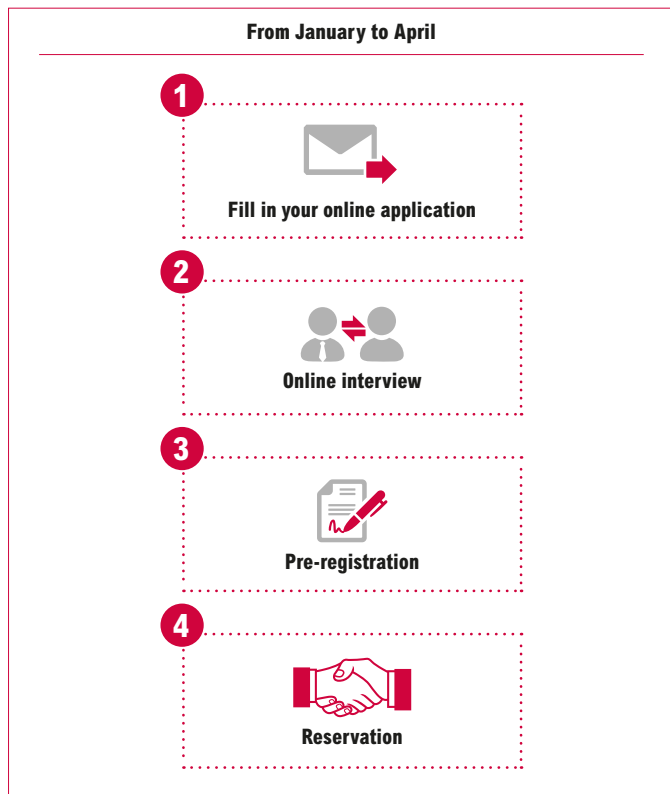 From January to April
1
Fill in your online application
2
Online interview
3
Pre-registration
4
Reservation